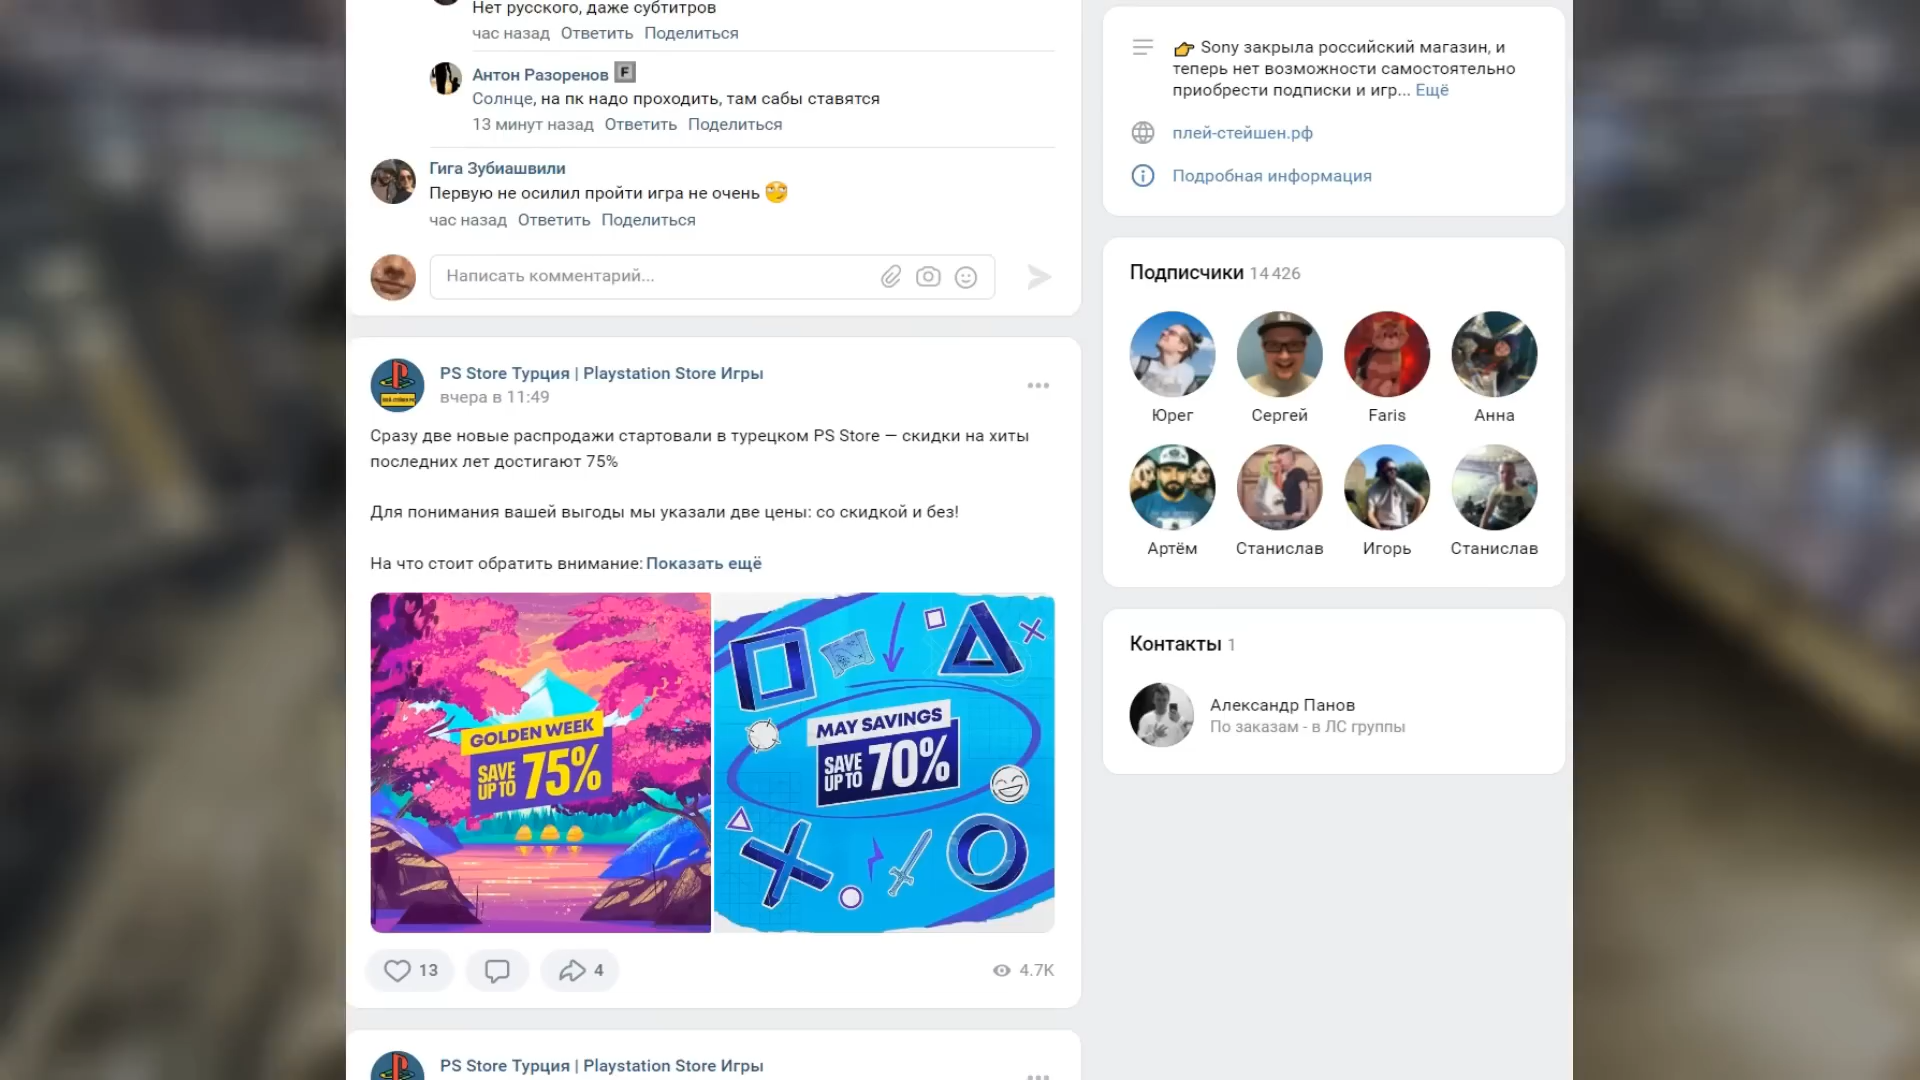 Нет русского, даже субтитров
час назад Ответить Поделиться
Антон Разоренов F
Солнце, на пк надо проходить, там сабы ставятся
13 минут назад Ответить Поделиться
Гига Зубиашвили
Первую не осилил пройти игра не очень
час назад Ответить Поделиться
Написать комментарий...
PS Store Турция | Playstation Store Игры
вчера в 11:49
Сразу две новые распродажи стартовали в турецком PS Store — скидки на хиты
последних лет достигают 75%
Для понимания вашей выгоды мы указали две цены: со скидкой и без!
На что стоит обратить внимание: Показать ещё
GOLDEN WEEK
SAVE UP TO 75%
MAY SAVINGS
SAVE UP TO 70%
13
4
4.7K
PS Store Турция | Playstation Store Игры
Sony закрыла российский магазин, и
теперь нет возможности самостоятельно
приобрести подписки и игр... Ещё
плей-стейшен.рф
Подробная информация
Подписчики 14 426
Юрег Сергей Faris Анна
Артём Станислав Игорь Станислав
Контакты 1
Александр Панов
По заказам - в ЛС группы